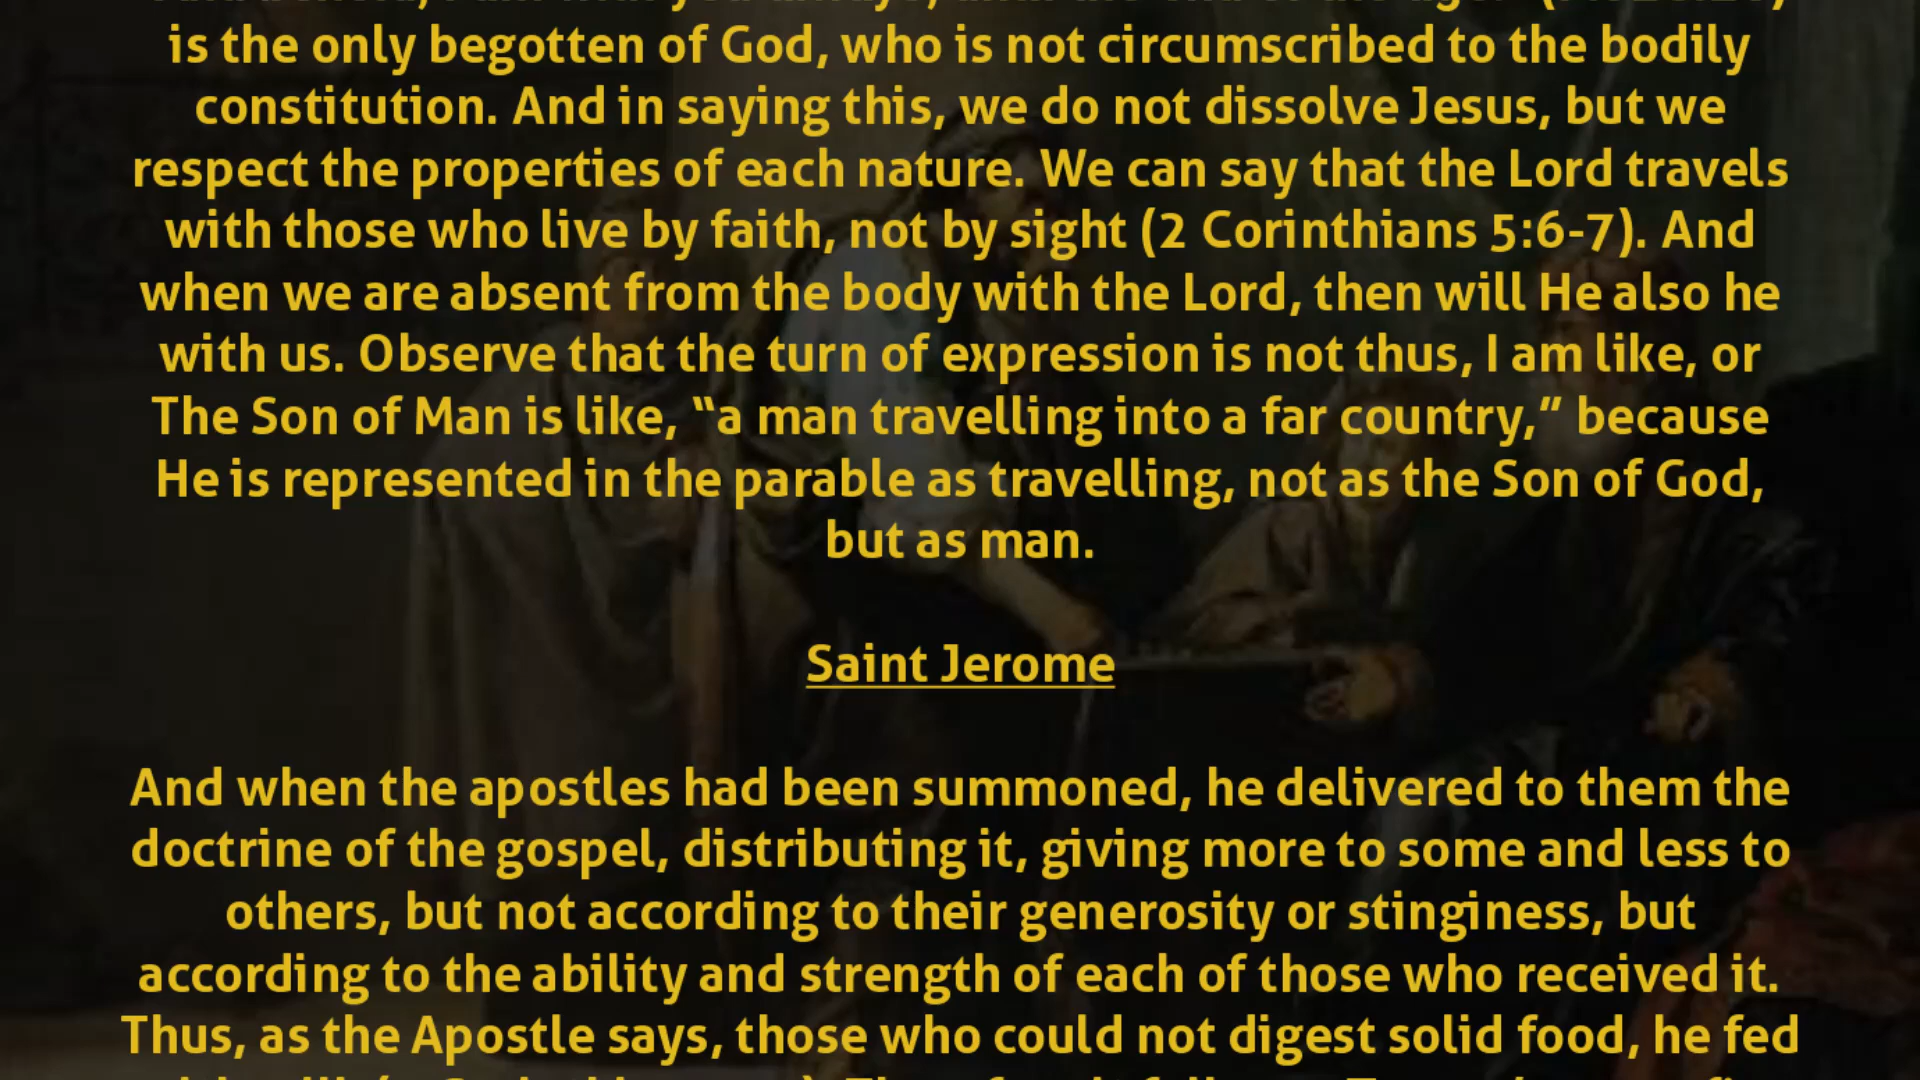 is the only begotten of God, who is not circumscribed to the bodily
constitution. And in saying this, we do not dissolve Jesus, but we
respect the properties of each nature. We can say that the Lord travels
with those who live by faith, not by sight (2 Corinthians 5:6-7). And
when we are absent from the body with the Lord, then will He also he
with us. Observe that the turn of expression is not thus, I am like, or
The Son of Man is like, “a man travelling into a far country,” because
He is represented in the parable as travelling, not as the Son of God,
but as man.
Saint Jerome
And when the apostles had been summoned, he delivered to them the
doctrine of the gospel, distributing it, giving more to some and less to
others, but not according to their generosity or stinginess, but
according to the ability and strength of each of those who received it.
Thus, as the Apostle says, those who could not digest solid food, he fed